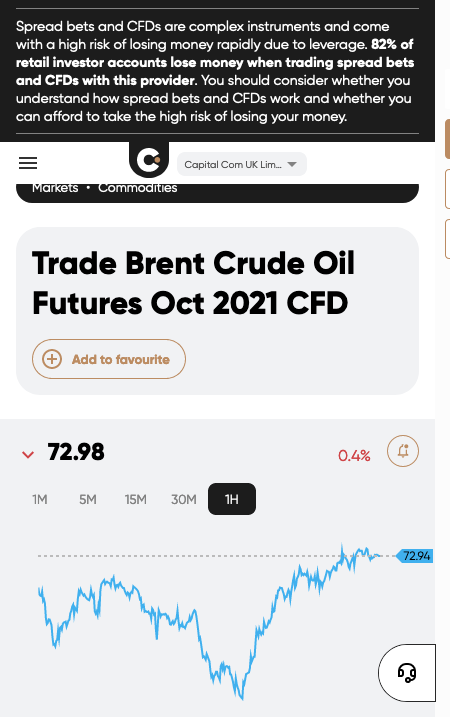 Spread bets and CFDs are complex instruments and come
with a high risk of losing money rapidly due to leverage. 82% of
retail investor accounts lose money when trading spread bets
and CFDs with this provider. You should consider whether you
understand how spread bets and CFDs work and whether you
can afford to take the high risk of losing your money.
Capital Com UK Lim...
Markets • Commodities
Trade Brent Crude Oil
Futures Oct 2021 CFD
Add to favourite
72.98
0.4%
1M 5M 15M 30M 1H
72.94